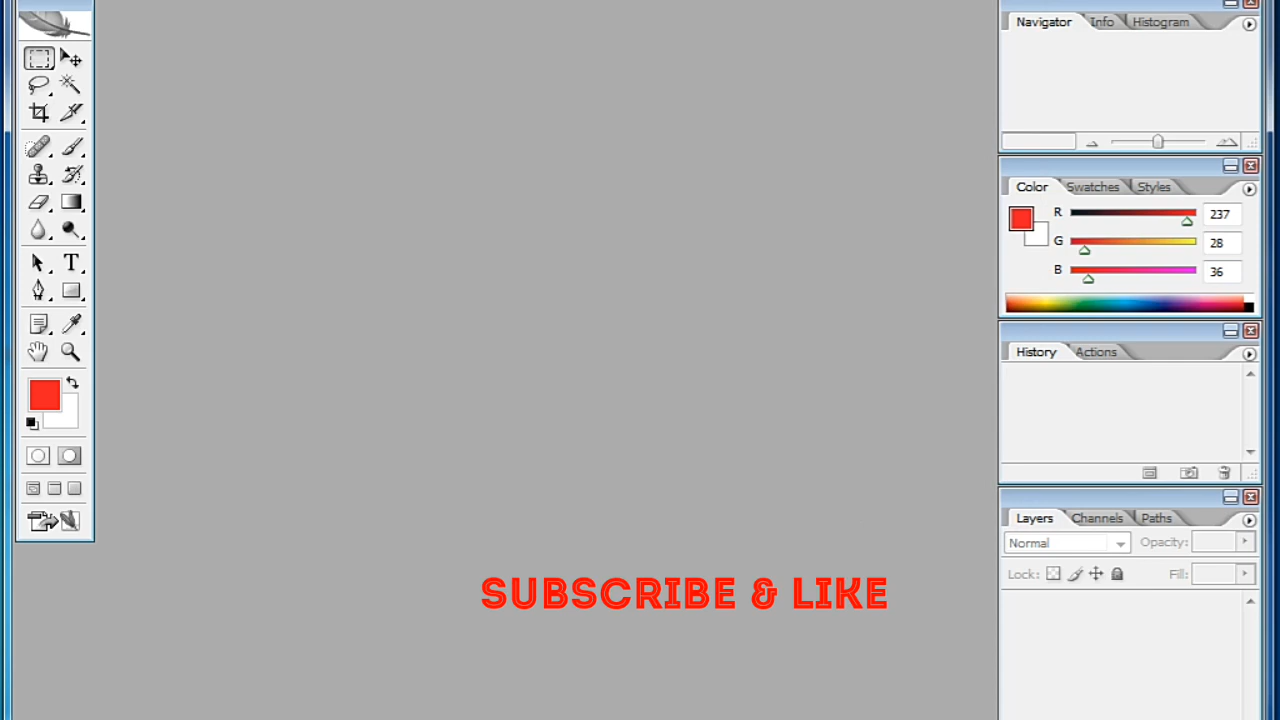 Navigator Info Histogram
Color Swatches Styles
R 237
G 28
B 36
History Actions
Layers Channels Paths
Normal Opacity:
Lock: Fill:
T
SUBSCRIBE & LIKE